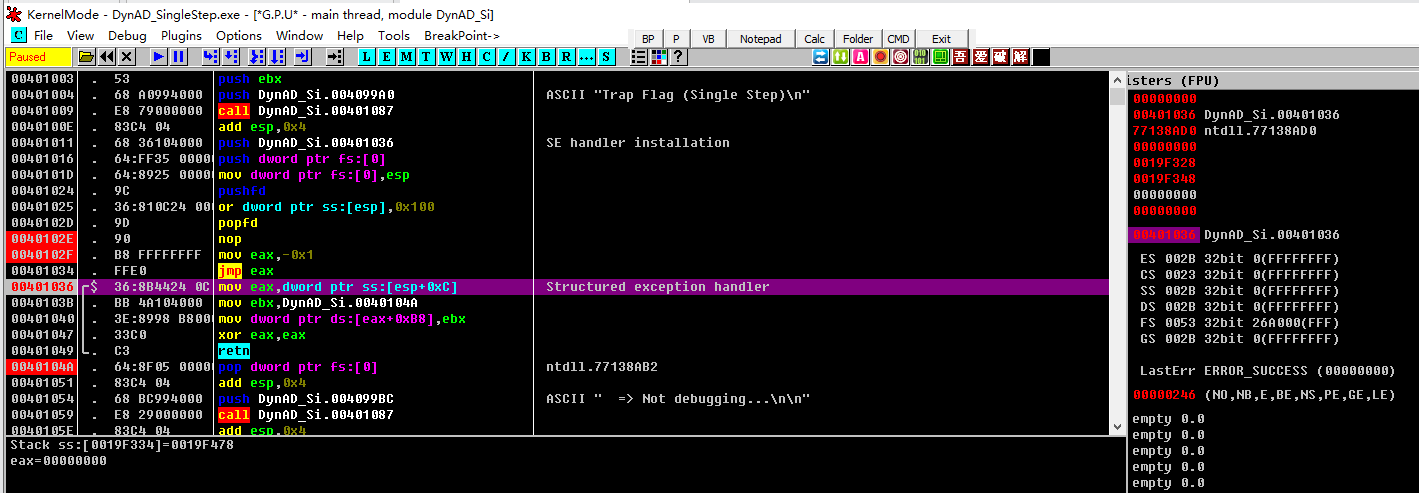 KernelMode - DynAD_SingleStep.exe - [*G.P.U* - main thread, module DynAD_Si]
C File View Debug Plugins Options Window Help Tools BreakPoint->
BP P VB Notepad Calc Folder CMD Exit
Paused L E M T W H C / K B R ... S ? A 吾 爱 破 解
isters (FPU)
00401003 . 53 push ebx
00401004 . 68 A0994000 push DynAD_Si.004099A0 ASCII "Trap Flag (Single Step)\n"
00401009 . E8 79000000 call DynAD_Si.00401087
0040100E . 83C4 04 add esp,0x4
00401011 . 68 36104000 push DynAD_Si.00401036 SE handler installation
00401016 . 64:FF35 0000 push dword ptr fs:[0]
0040101D . 64:8925 0000 mov dword ptr fs:[0],esp
00401024 . 9C pushfd
00401025 . 36:810C24 00 or dword ptr ss:[esp],0x100
0040102D . 9D popfd
0040102E . 90 nop
0040102F . B8 FFFFFFFF mov eax,-0x1
00401034 . FFE0 jmp eax
00401036 $ 36:8B4424 0C mov eax,dword ptr ss:[esp+0xC] Structured exception handler
0040103B . BB 4A104000 mov ebx,DynAD_Si.0040104A
00401040 . 3E:8998 B800 mov dword ptr ds:[eax+0xB8],ebx
00401047 . 33C0 xor eax,eax
00401049 . C3 retn
0040104A . 64:8F05 0000 pop dword ptr fs:[0] ntdll.77138AB2
00401051 . 83C4 04 add esp,0x4
00401054 . 68 BC994000 push DynAD_Si.004099BC ASCII "  => Not debugging...\n\n"
00401059 . E8 29000000 call DynAD_Si.00401087
0040105E . 83C4 04 add esp,0x4
00000000
00401036 DynAD_Si.00401036
77138AD0 ntdll.77138AD0
00000000
0019F328
0019F348
00000000
00000000
00401036 DynAD_Si.00401036
ES 002B 32bit 0(FFFFFFFF)
CS 0023 32bit 0(FFFFFFFF)
SS 002B 32bit 0(FFFFFFFF)
DS 002B 32bit 0(FFFFFFFF)
FS 0053 32bit 26A000(FFF)
GS 002B 32bit 0(FFFFFFFF)
LastErr ERROR_SUCCESS (00000000)
00000246 (NO,NB,E,BE,NS,PE,GE,LE)
empty 0.0
empty 0.0
empty 0.0
empty 0.0
empty 0.0
Stack ss:[0019F334]=0019F478
eax=00000000